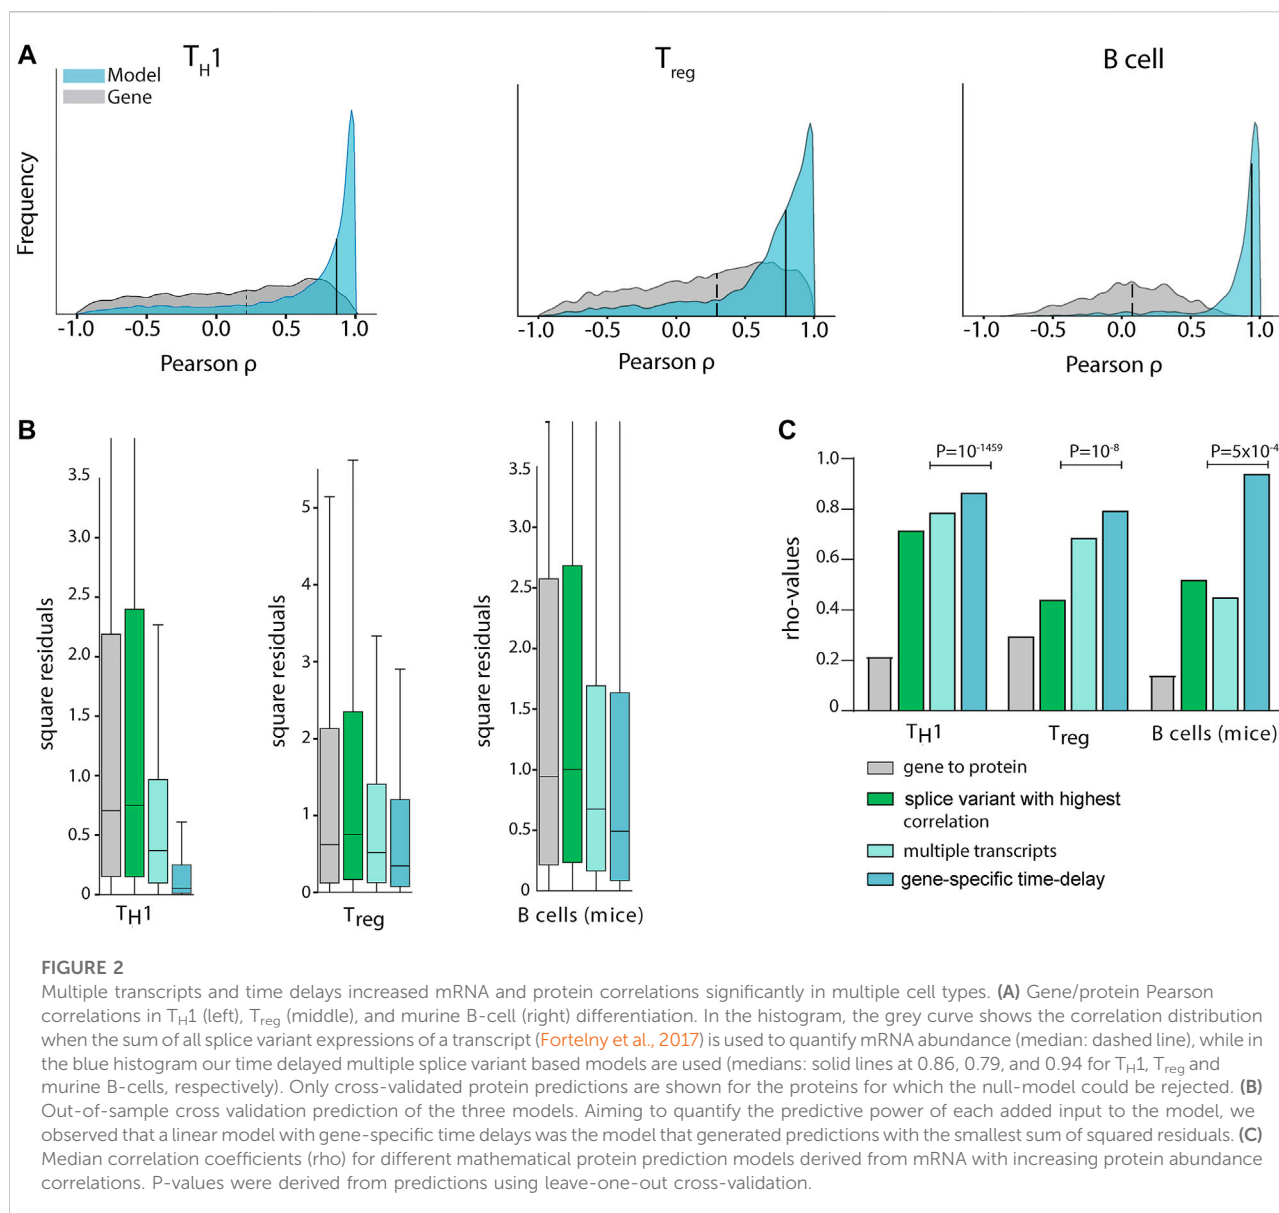 A
T_H1
T_reg
B cell
Model
Gene
Frequency
-1.0 -0.5 0.0 0.5 1.0
-1.0 -0.5 0.0 0.5 1.0
-1.0 -0.5 0.0 0.5 1.0
Pearson ρ
Pearson ρ
Pearson ρ
B
square residuals
3.5
3.0
2.5
2.0
1.5
1.0
0.5
0
T_H1
square residuals
5
4
3
2
1
0
T_reg
square residuals
3.5
3.0
2.5
2.0
1.5
1.0
0.5
0
B cells (mice)
C
P=10^-1459
P=10^-8
P=5x10^-4
rho-values
1.0
0.8
0.6
0.4
0.2
0
T_H1
T_reg
B cells (mice)
gene to protein
splice variant with highest
correlation
multiple transcripts
gene-specific time-delay
FIGURE 2
Multiple transcripts and time delays increased mRNA and protein correlations significantly in multiple cell types. (A) Gene/protein Pearson
correlations in T_H1 (left), T_reg (middle), and murine B-cell (right) differentiation. In the histogram, the grey curve shows the correlation distribution
when the sum of all splice variant expressions of a transcript (Fortelny et al., 2017) is used to quantify mRNA abundance (median: dashed line), while in
the blue histogram our time delayed multiple splice variant based models are used (medians: solid lines at 0.86, 0.79, and 0.94 for T_H1, T_reg and
murine B-cells, respectively). Only cross-validated protein predictions are shown for the proteins for which the null-model could be rejected. (B)
Out-of-sample cross validation prediction of the three models. Aiming to quantify the predictive power of each added input to the model, we
observed that a linear model with gene-specific time delays was the model that generated predictions with the smallest sum of squared residuals. (C)
Median correlation coefficients (rho) for different mathematical protein prediction models derived from mRNA with increasing protein abundance
correlations. P-values were derived from predictions using leave-one-out cross-validation.